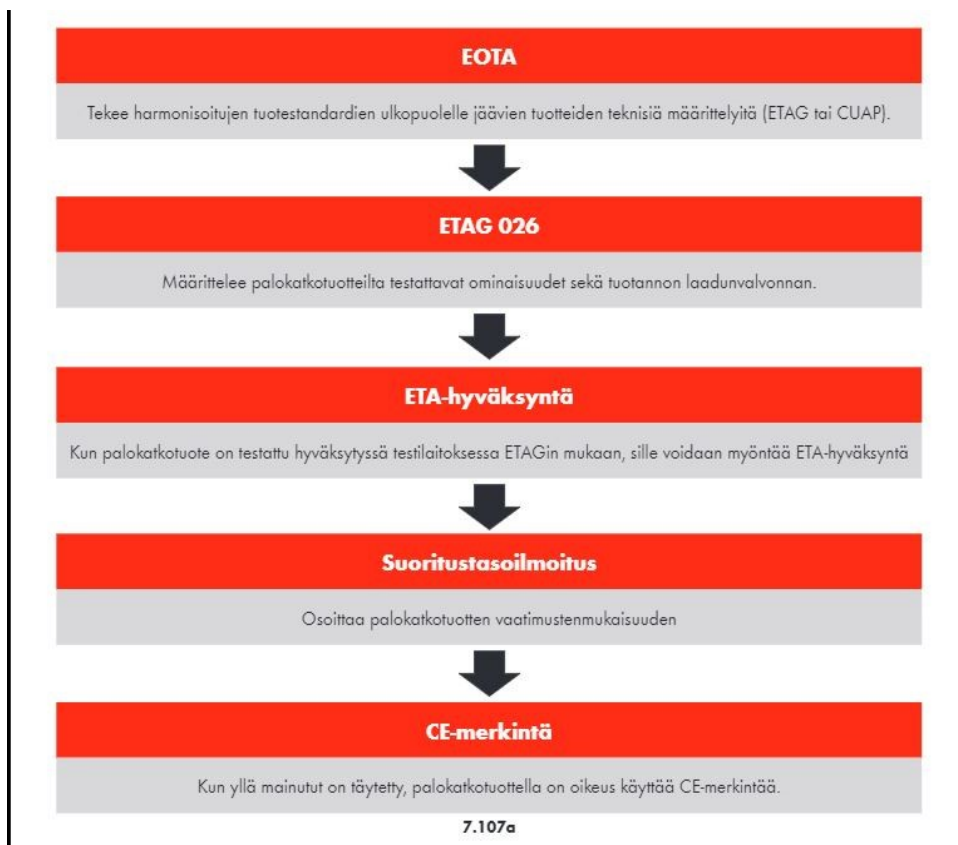 EOTA
Tekee harmonisoitujen tuotestandardien ulkopuolelle jäävien tuotteiden teknisiä määrittelyitä (ETAG tai CUAP).
ETAG 026
Määrittelee palokatkotuotteilta testattavat ominaisuudet sekä tuotannon laadunvalvonnan.
ETA-hyväksyntä
Kun palokatkotuote on testattu hyväksytyssä testilaitoksessa ETAGin mukaan, sille voidaan myöntää ETA-hyväksyntä
Suoritustasoilmoitus
Osoittaa palokatkotuotten vaatimustenmukaisuuden
CE-merkintä
Kun yllä mainitut on täytetty, palokatkotuottella on oikeus käyttää CE-merkintää.
7.107a